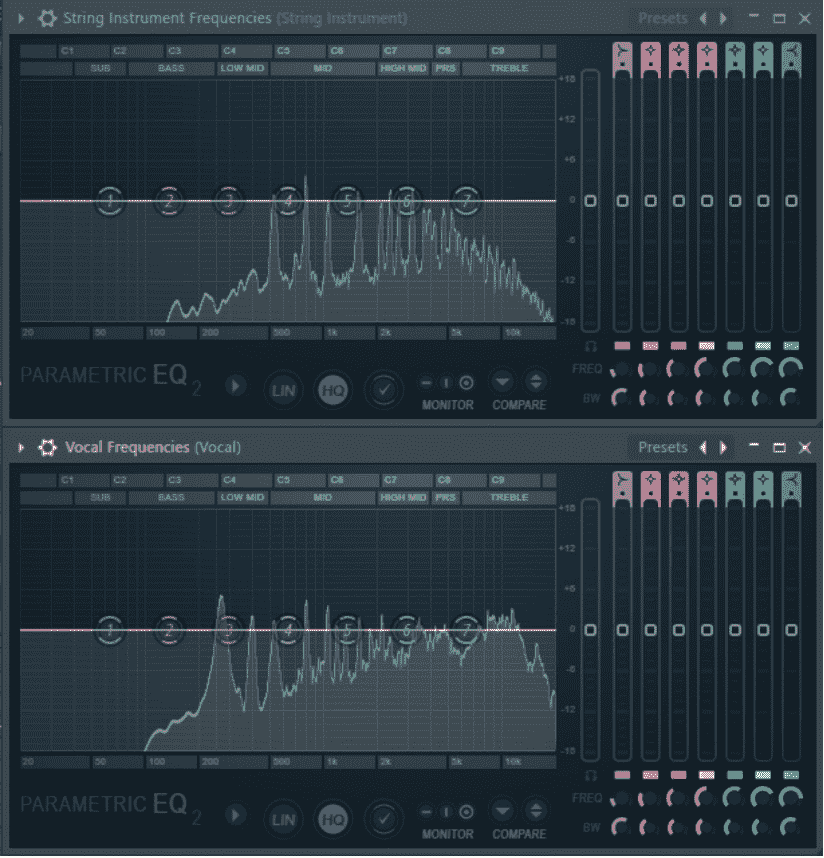 String Instrument Frequencies (String Instrument) Presets
C1 C2 C3 C4 C5 C6 C7 C8 C9
SUB BASS LOW MID MID HIGH MID PRS TREBLE
+18
+12
+6
0
-6
-12
-18
20 50 100 200 500 1k 2k 5k 10k
1 2 3 4 5 6 7
PARAMETRIC EQ 2
LIN HQ
MONITOR COMPARE
FREQ
BW
Vocal Frequencies (Vocal) Presets
C1 C2 C3 C4 C5 C6 C7 C8 C9
SUB BASS LOW MID MID HIGH MID PRS TREBLE
+18
+12
+6
0
-6
-12
-18
20 50 100 200 500 1k 2k 5k 10k
1 2 3 4 5 6 7
PARAMETRIC EQ 2
LIN HQ
MONITOR COMPARE
FREQ
BW